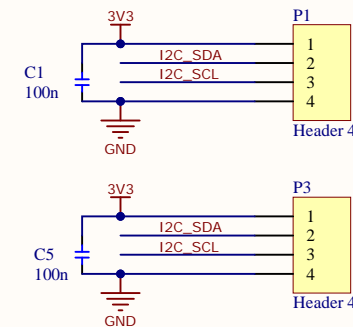 3V3
P1
1
I2C_SDA
2
I2C_SCL
3
C1
100n
4
GND
Header 4
3V3
P3
1
I2C_SDA
2
I2C_SCL
3
C5
100n
4
GND
Header 4